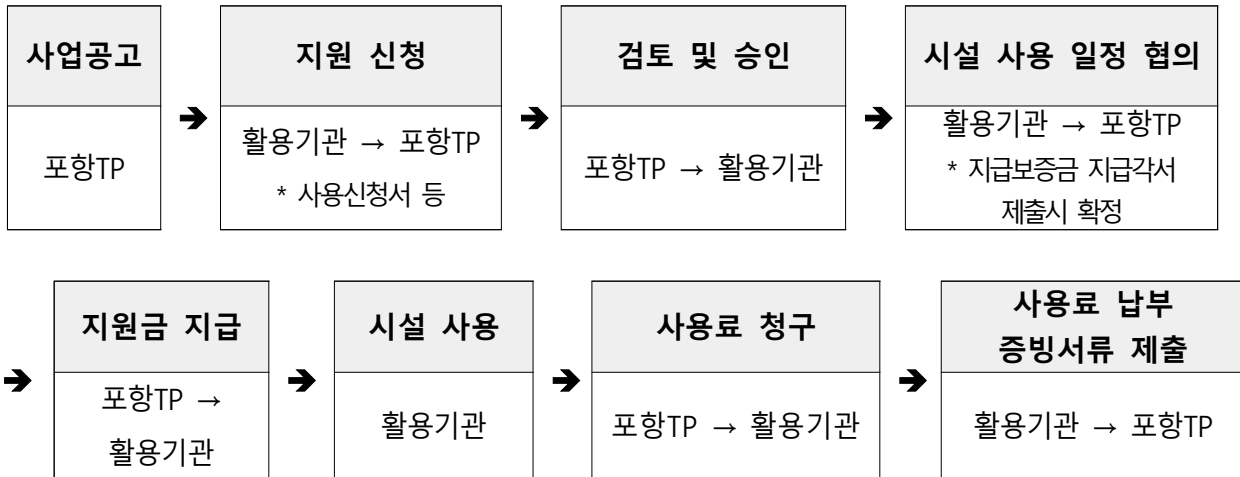 사업공고
포항TP
➔
지원 신청
활용기관 → 포항TP
* 사용신청서 등
➔
검토 및 승인
포항TP → 활용기관
➔
시설 사용 일정 협의
활용기관 → 포항TP
* 지급보증금 지급각서
제출시 확정
➔
지원금 지급
포항TP →
활용기관
➔
시설 사용
활용기관
➔
사용료 청구
포항TP → 활용기관
➔
사용료 납부
증빙서류 제출
활용기관 → 포항TP